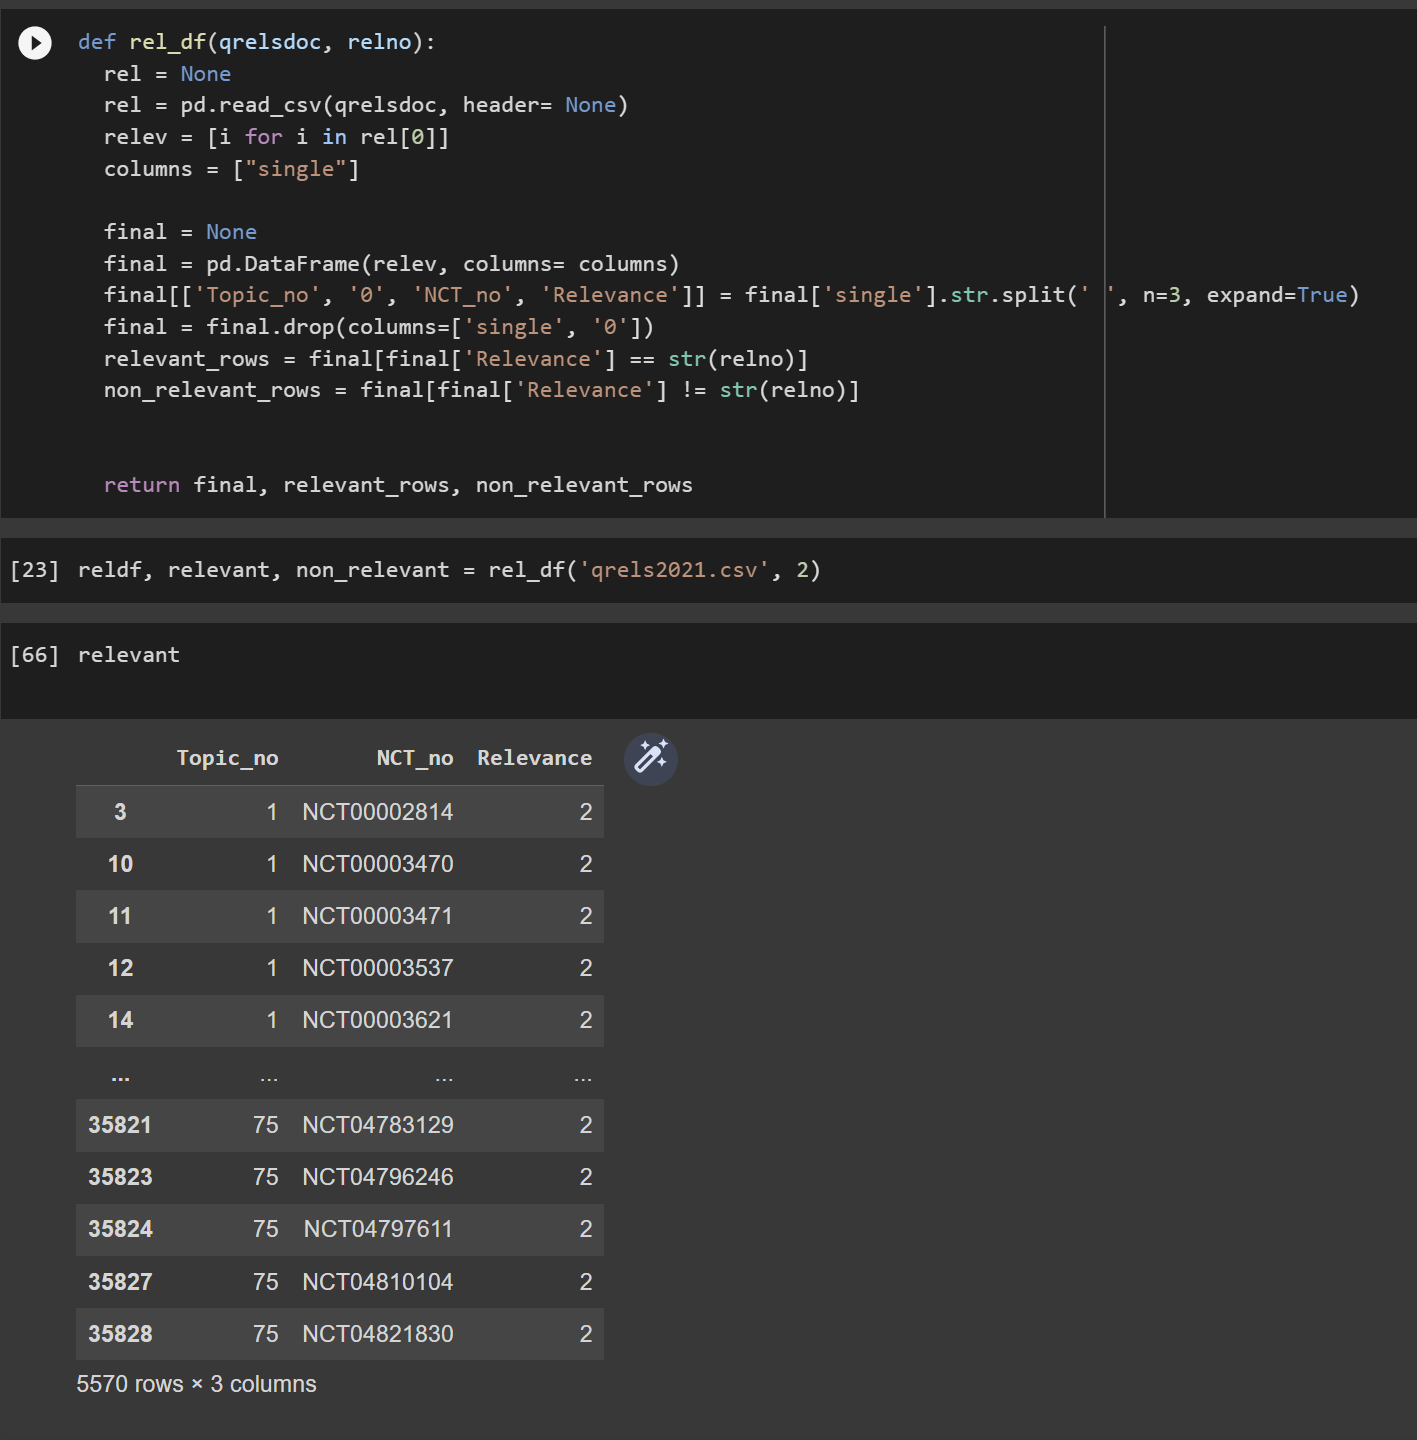 def rel_df(qrelsdoc, relno):
  rel = None
  rel = pd.read_csv(qrelsdoc, header= None)
  relev = [i for i in rel[0]]
  columns = ["single"]
  final = None
  final = pd.DataFrame(relev, columns= columns)
  final[['Topic_no', '0', 'NCT_no', 'Relevance']] = final['single'].str.split(' ', n=3, expand=True)
  final = final.drop(columns=['single', '0'])
  relevant_rows = final[final['Relevance'] == str(relno)]
  non_relevant_rows = final[final['Relevance'] != str(relno)]
  return final, relevant_rows, non_relevant_rows
[23] reldf, relevant, non_relevant = rel_df('qrels2021.csv', 2)
[66] relevant
Topic_no NCT_no Relevance
3 1 NCT00002814 2
10 1 NCT00003470 2
11 1 NCT00003471 2
12 1 NCT00003537 2
14 1 NCT00003621 2
... ... ... ...
35821 75 NCT04783129 2
35823 75 NCT04796246 2
35824 75 NCT04797611 2
35827 75 NCT04810104 2
35828 75 NCT04821830 2
5570 rows × 3 columns